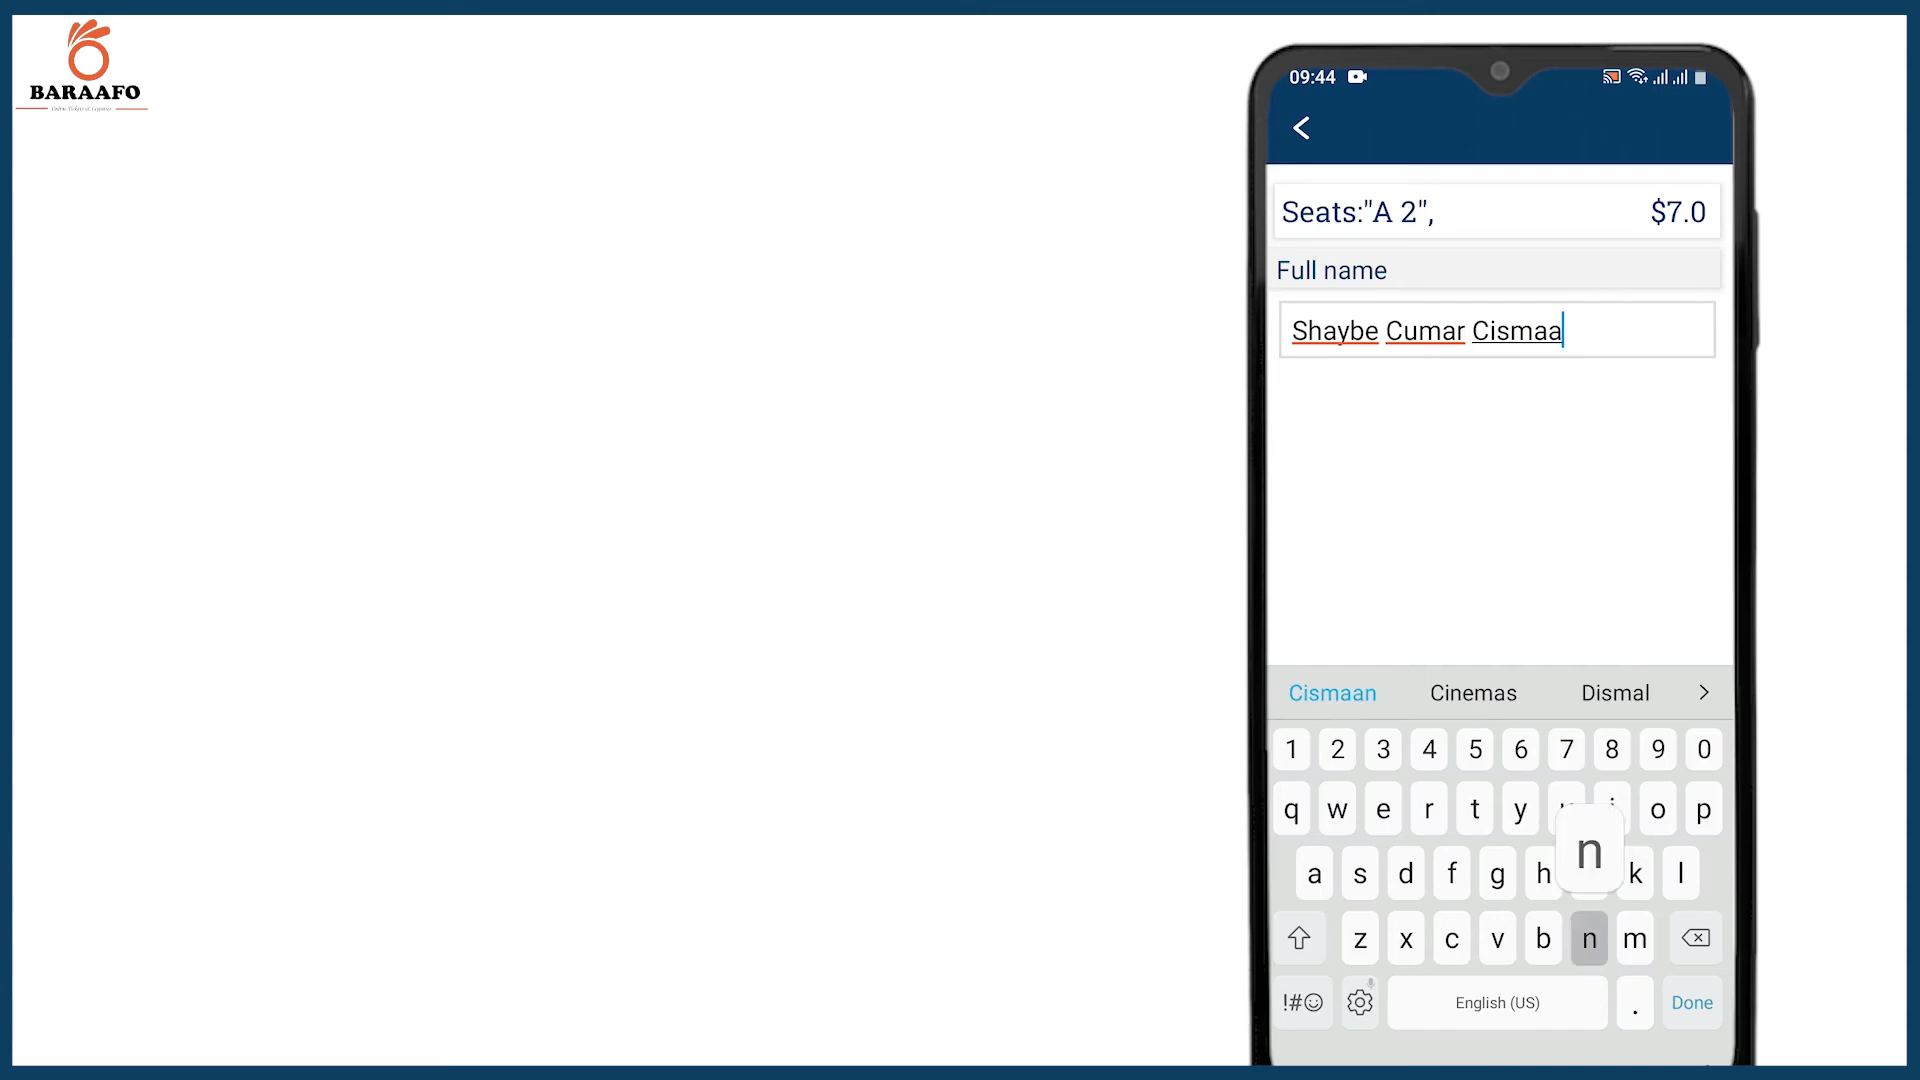 BARAAFO
09:44
Seats:"A 2", $7.0
Full name
Shaybe Cumar Cismaa
Cismaan Cinemas Dismal
1 2 3 4 5 6 7 8 9 0
q w e r t y o p
n
a s d f g h k l
z x c v b n m
!#☺ English (US) . Done